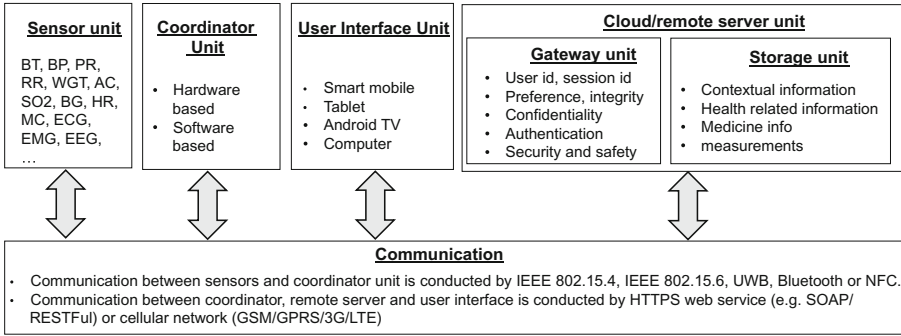 Sensor unit
BT, BP, PR,
RR, WGT, AC,
SO2, BG, HR,
MC, ECG,
EMG, EEG,
...
Coordinator
Unit
• Hardware
based
• Software
based
User Interface Unit
• Smart mobile
• Tablet
• Android TV
• Computer
Cloud/remote server unit
Gateway unit
• User id, session id
• Preference, integrity
• Confidentiality
• Authentication
• Security and safety
Storage unit
• Contextual information
• Health related information
• Medicine info
• measurements
Communication
• Communication between sensors and coordinator unit is conducted by IEEE 802.15.4, IEEE 802.15.6, UWB, Bluetooth or NFC.
• Communication between coordinator, remote server and user interface is conducted by HTTPS web service (e.g. SOAP/
RESTFul) or cellular network (GSM/GPRS/3G/LTE)